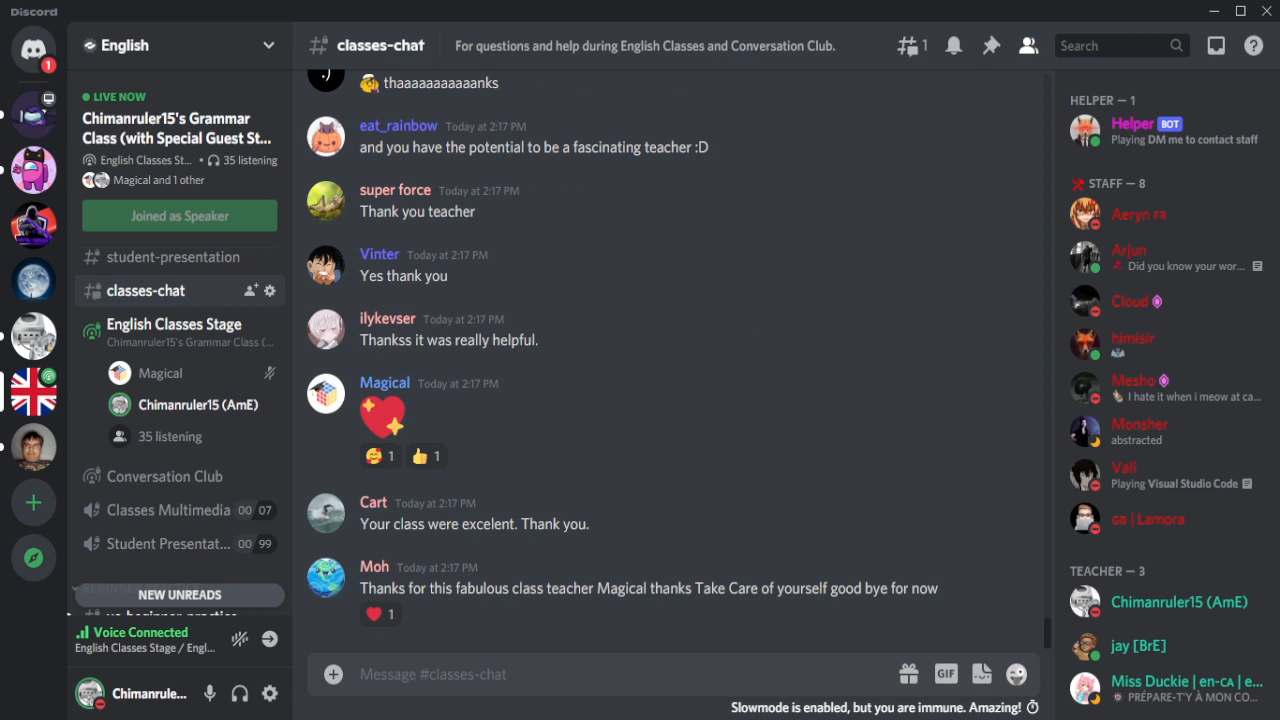 Discord
1
English
LIVE NOW
Chimanruler15's Grammar
Class (with Special Guest St...
English Classes St... • 35 listening
Magical and 1 other
Joined as Speaker
student-presentation
classes-chat
English Classes Stage
Chimanruler15's Grammar Class (...
Magical
Chimanruler15 (AmE)
35 listening
Conversation Club
Classes Multimedia 00 07
Student Presentat... 00 99
NEW UNREADS
Voice Connected
English Classes Stage / Engl...
Chimanrule...
classes-chat
For questions and help during English Classes and Conversation Club.
1
Search
thaaaaaaaaaaanks
eat_rainbow Today at 2:17 PM
and you have the potential to be a fascinating teacher :D
super force Today at 2:17 PM
Thank you teacher
Vinter Today at 2:17 PM
Yes thank you
ilykevser Today at 2:17 PM
Thankss it was really helpful.
Magical Today at 2:17 PM
1 1
Cart Today at 2:17 PM
Your class were excelent. Thank you.
Moh Today at 2:17 PM
Thanks for this fabulous class teacher Magical thanks Take Care of yourself good bye for now
1
Message #classes-chat
GIF
Slowmode is enabled, but you are immune. Amazing!
HELPER — 1
Helper BOT
Playing DM me to contact staff
STAFF — 8
Aeryn FR
Arjun
Did you know your wor...
Cloud
himisir
Mesho
I hate it when i meow at ca...
Monsher
abstracted
Vali
Playing Visual Studio Code
GB | Lamora
TEACHER — 3
Chimanruler15 (AmE)
jay [BrE]
Miss Duckie | en-CA | e...
PRÉPARE-T'Y À MON CO...